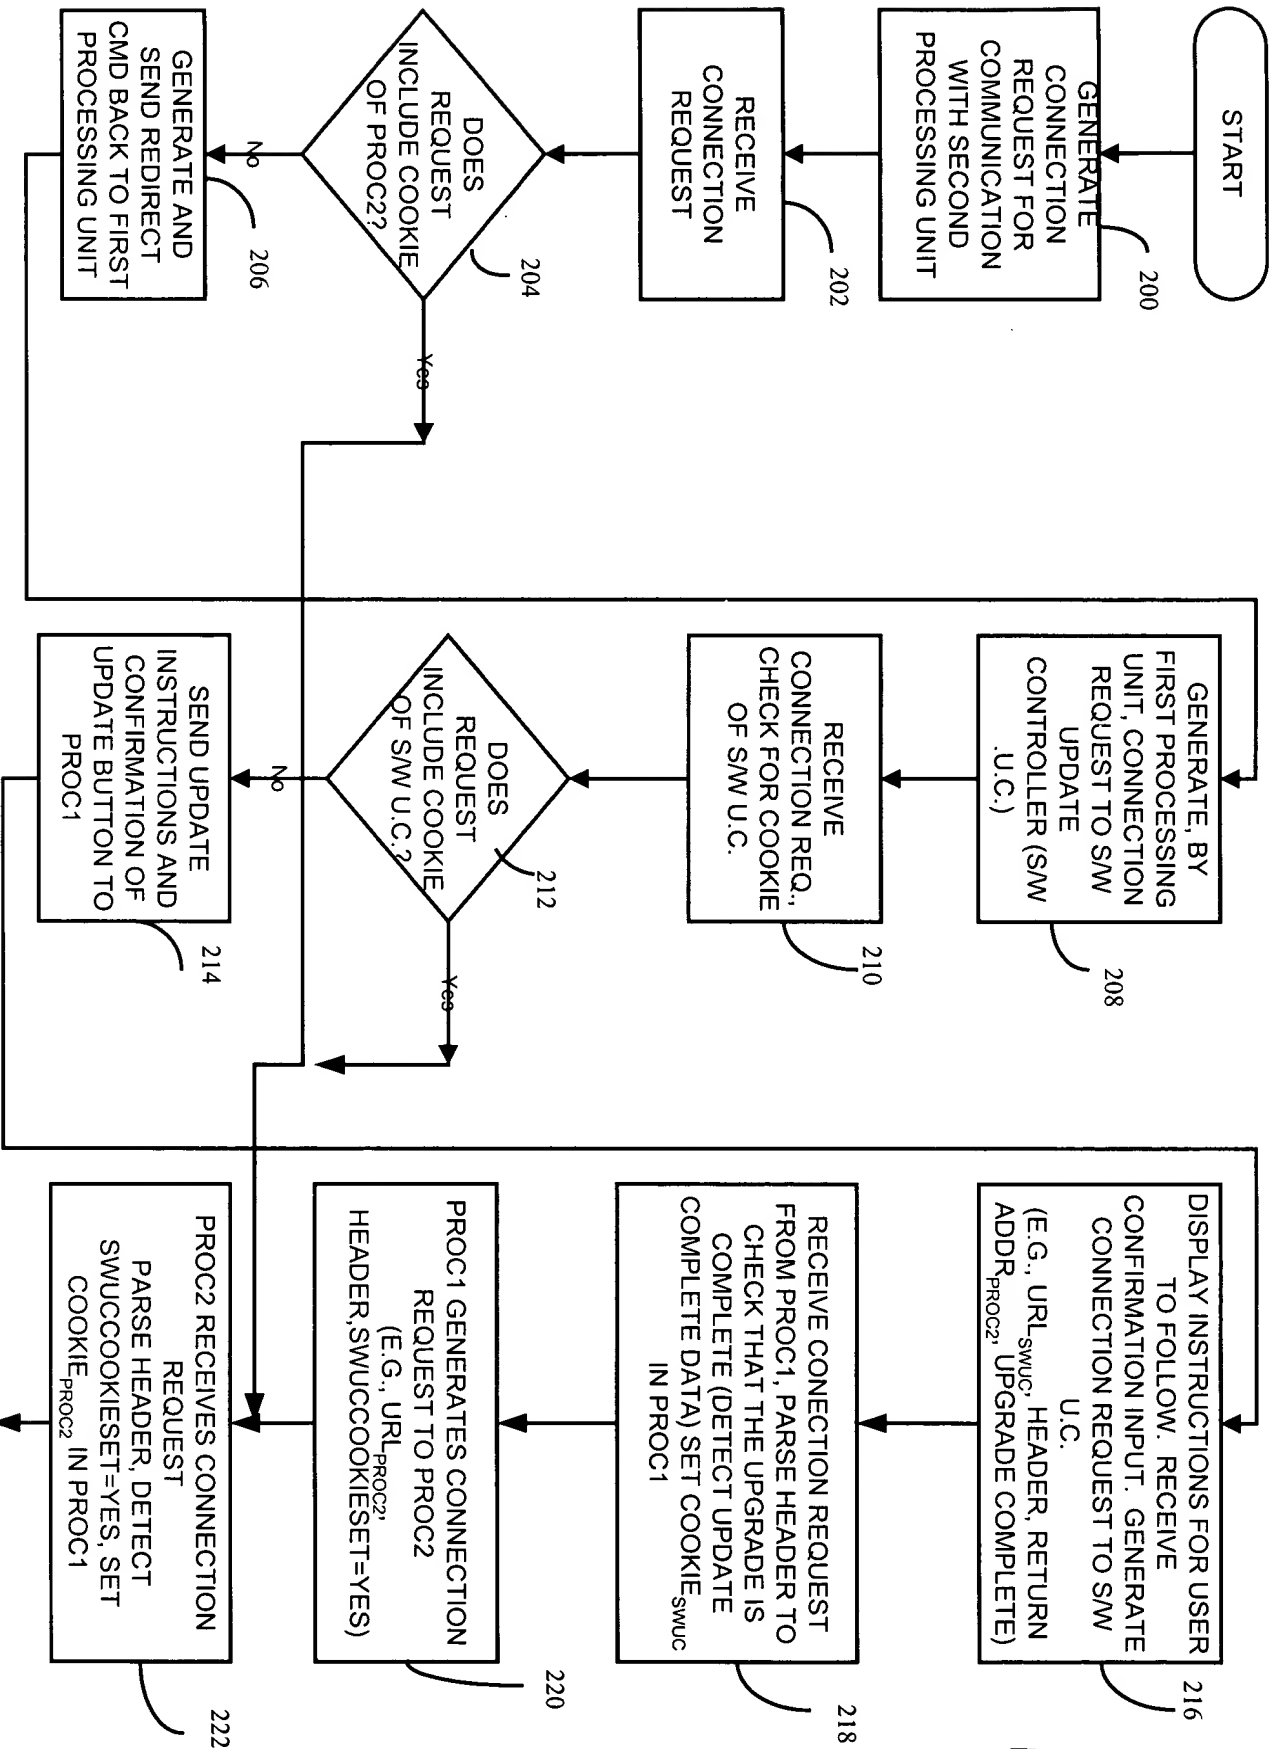 START
GENERATE
CONNECTION
REQUEST FOR
COMMUNICATION
WITH SECOND
PROCESSING UNIT
200
RECEIVE
CONNECTION
REQUEST
202
DOES
REQUEST
INCLUDE COOKIE
OF PROC2?
204
Yes
No
GENERATE AND
SEND REDIRECT
CMD BACK TO FIRST
PROCESSING UNIT
206
GENERATE, BY
FIRST PROCESSING
UNIT, CONNECTION
REQUEST TO S/W
UPDATE
CONTROLLER (S/W
.U.C.)
208
RECEIVE
CONNECTION REQ.,
CHECK FOR COOKIE
OF S/W U.C.
210
DOES
REQUEST
INCLUDE COOKIE
OF S/W U.C.?
212
Yes
No
SEND UPDATE
INSTRUCTIONS AND
CONFIRMATION OF
UPDATE BUTTON TO
PROC1
214
DISPLAY INSTRUCTIONS FOR USER
TO FOLLOW. RECEIVE
CONFIRMATION INPUT. GENERATE
CONNECTION REQUEST TO S/W
U.C.
(E.G., URL_SWUC, HEADER, RETURN
ADDR_PROC2, UPGRADE COMPLETE)
216
RECEIVE CONECTION REQUEST
FROM PROC1, PARSE HEADER TO
CHECK THAT THE UPGRADE IS
COMPLETE (DETECT UPDATE
COMPLETE DATA) SET COOKIE_SWUC
IN PROC1
218
PROC1 GENERATES CONNECTION
REQUEST TO PROC2
(E.G., URL_PROC2,
HEADER,SWUCCOOKIESET=YES)
220
PROC2 RECEIVES CONNECTION
REQUEST
PARSE HEADER, DETECT
SWUCCOOKIESET=YES, SET
COOKIE_PROC2 IN PROC1
222